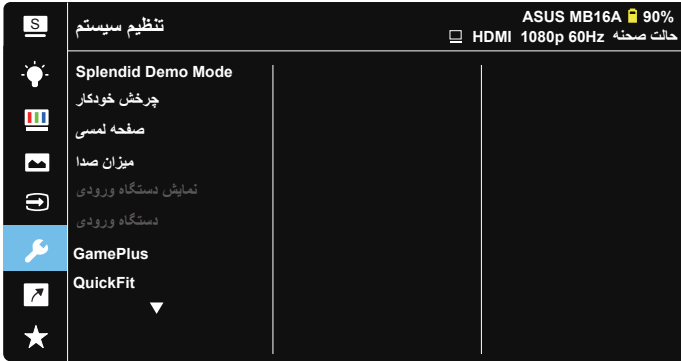 S
تنظیم سیستم
ASUS MB16A 90%
حالت صحنه HDMI 1080p 60Hz
Splendid Demo Mode
چرخش خودکار
صفحه لمسی
میزان صدا
نمایش دستگاه ورودی
دستگاه ورودی
GamePlus
QuickFit